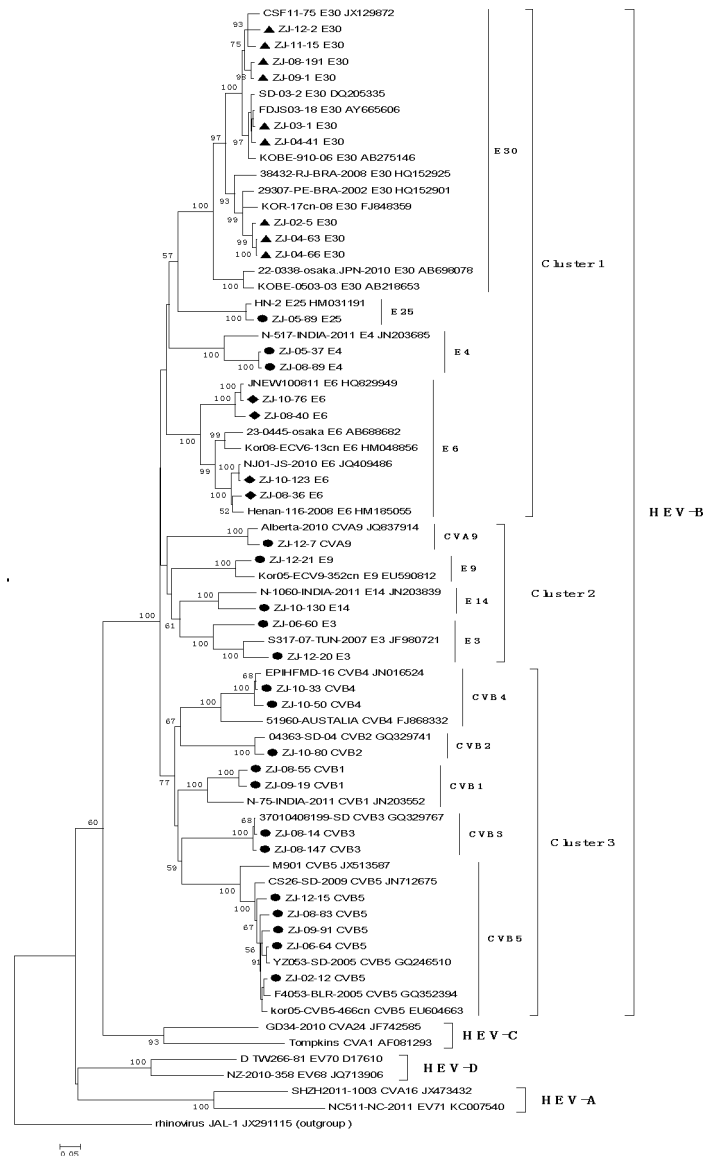 CSF11-75 E30 JX129872
93
ZJ-12-2 E30
75
ZJ-11-15 E30
ZJ-08-191 E30
98
ZJ-09-1 E30
100
SD-03-2 E30 DQ205335
FDJS03-18 E30 AY665606
ZJ-03-1 E30
97
97
ZJ-04-41 E30
E30
KOBE-910-06 E30 AB275146
38432-RJ-BRA-2008 E30 HQ152925
29307-PE-BRA-2002 E30 HQ152901
93
KOR-17cn-08 E30 FJ848359
100
99
ZJ-02-5 E30
99
ZJ-04-63 E30
100
ZJ-04-66 E30
57
Cluster 1
22-0338-osaka.JPN-2010 E30 AB698078
100
KOBE-0503-03 E30 AB218653
HN-2 E25 HM031191
E25
100
ZJ-05-89 E25
N-517-INDIA-2011 E4 JN203685
100
ZJ-05-37 E4
E4
100
ZJ-08-89 E4
JNEW100811 E6 HQ829949
100
ZJ-10-76 E6
100
ZJ-08-40 E6
23-0445-osaka E6 AB688682
99
100
Kor08-ECV6-13cn E6 HM048856
E6
NJ01-JS-2010 E6 JQ409486
100
99
ZJ-10-123 E6
100
ZJ-08-36 E6
52
Henan-116-2008 E6 HM185055
HEV-B
Alberta-2010 CVA9 JQ837914
100
CVA9
ZJ-12-7 CVA9
ZJ-12-21 E9
100
E9
Kor05-ECV9-352cn E9 EU590812
N-1060-INDIA-2011 E14 JN203839
Cluster 2
E14
100
ZJ-10-130 E14
100
61
ZJ-06-60 E3
100
S317-07-TUN-2007 E3 JF980721
E3
100
ZJ-12-20 E3
EPIHFMD-16 CVB4 JN016524
68
100
ZJ-10-33 CVB4
CVB4
ZJ-10-50 CVB4
67
51960-AUSTALIA CVB4 FJ868332
04363-SD-04 CVB2 GQ329741
CVB2
100
ZJ-10-80 CVB2
ZJ-08-55 CVB1
100
77
100
ZJ-09-19 CVB1
CVB1
N-75-INDIA-2011 CVB1 JN203552
37010408199-SD CVB3 GQ329767
68
60
100
ZJ-08-14 CVB3
CVB3
ZJ-08-147 CVB3
Cluster 3
59
M901 CVB5 JX513587
CS26-SD-2009 CVB5 JN712675
100
ZJ-12-15 CVB5
100
ZJ-08-83 CVB5
67
ZJ-09-91 CVB5
CVB5
56
ZJ-06-64 CVB5
91
YZ053-SD-2005 CVB5 GQ246510
ZJ-02-12 CVB5
F4053-BLR-2005 CVB5 GQ352394
kor05-CVB5-466cn CVB5 EU604663
GD34-2010 CVA24 JF742585
HEV-C
93
Tompkins CVA1 AF081293
D TW266-81 EV70 D17610
100
HEV-D
NZ-2010-358 EV68 JQ713906
SHZH2011-1003 CVA16 JX473432
HEV-A
100
NC511-NC-2011 EV71 KC007540
rhinovirus JAL-1 JX291115 (outgroup )
0.05